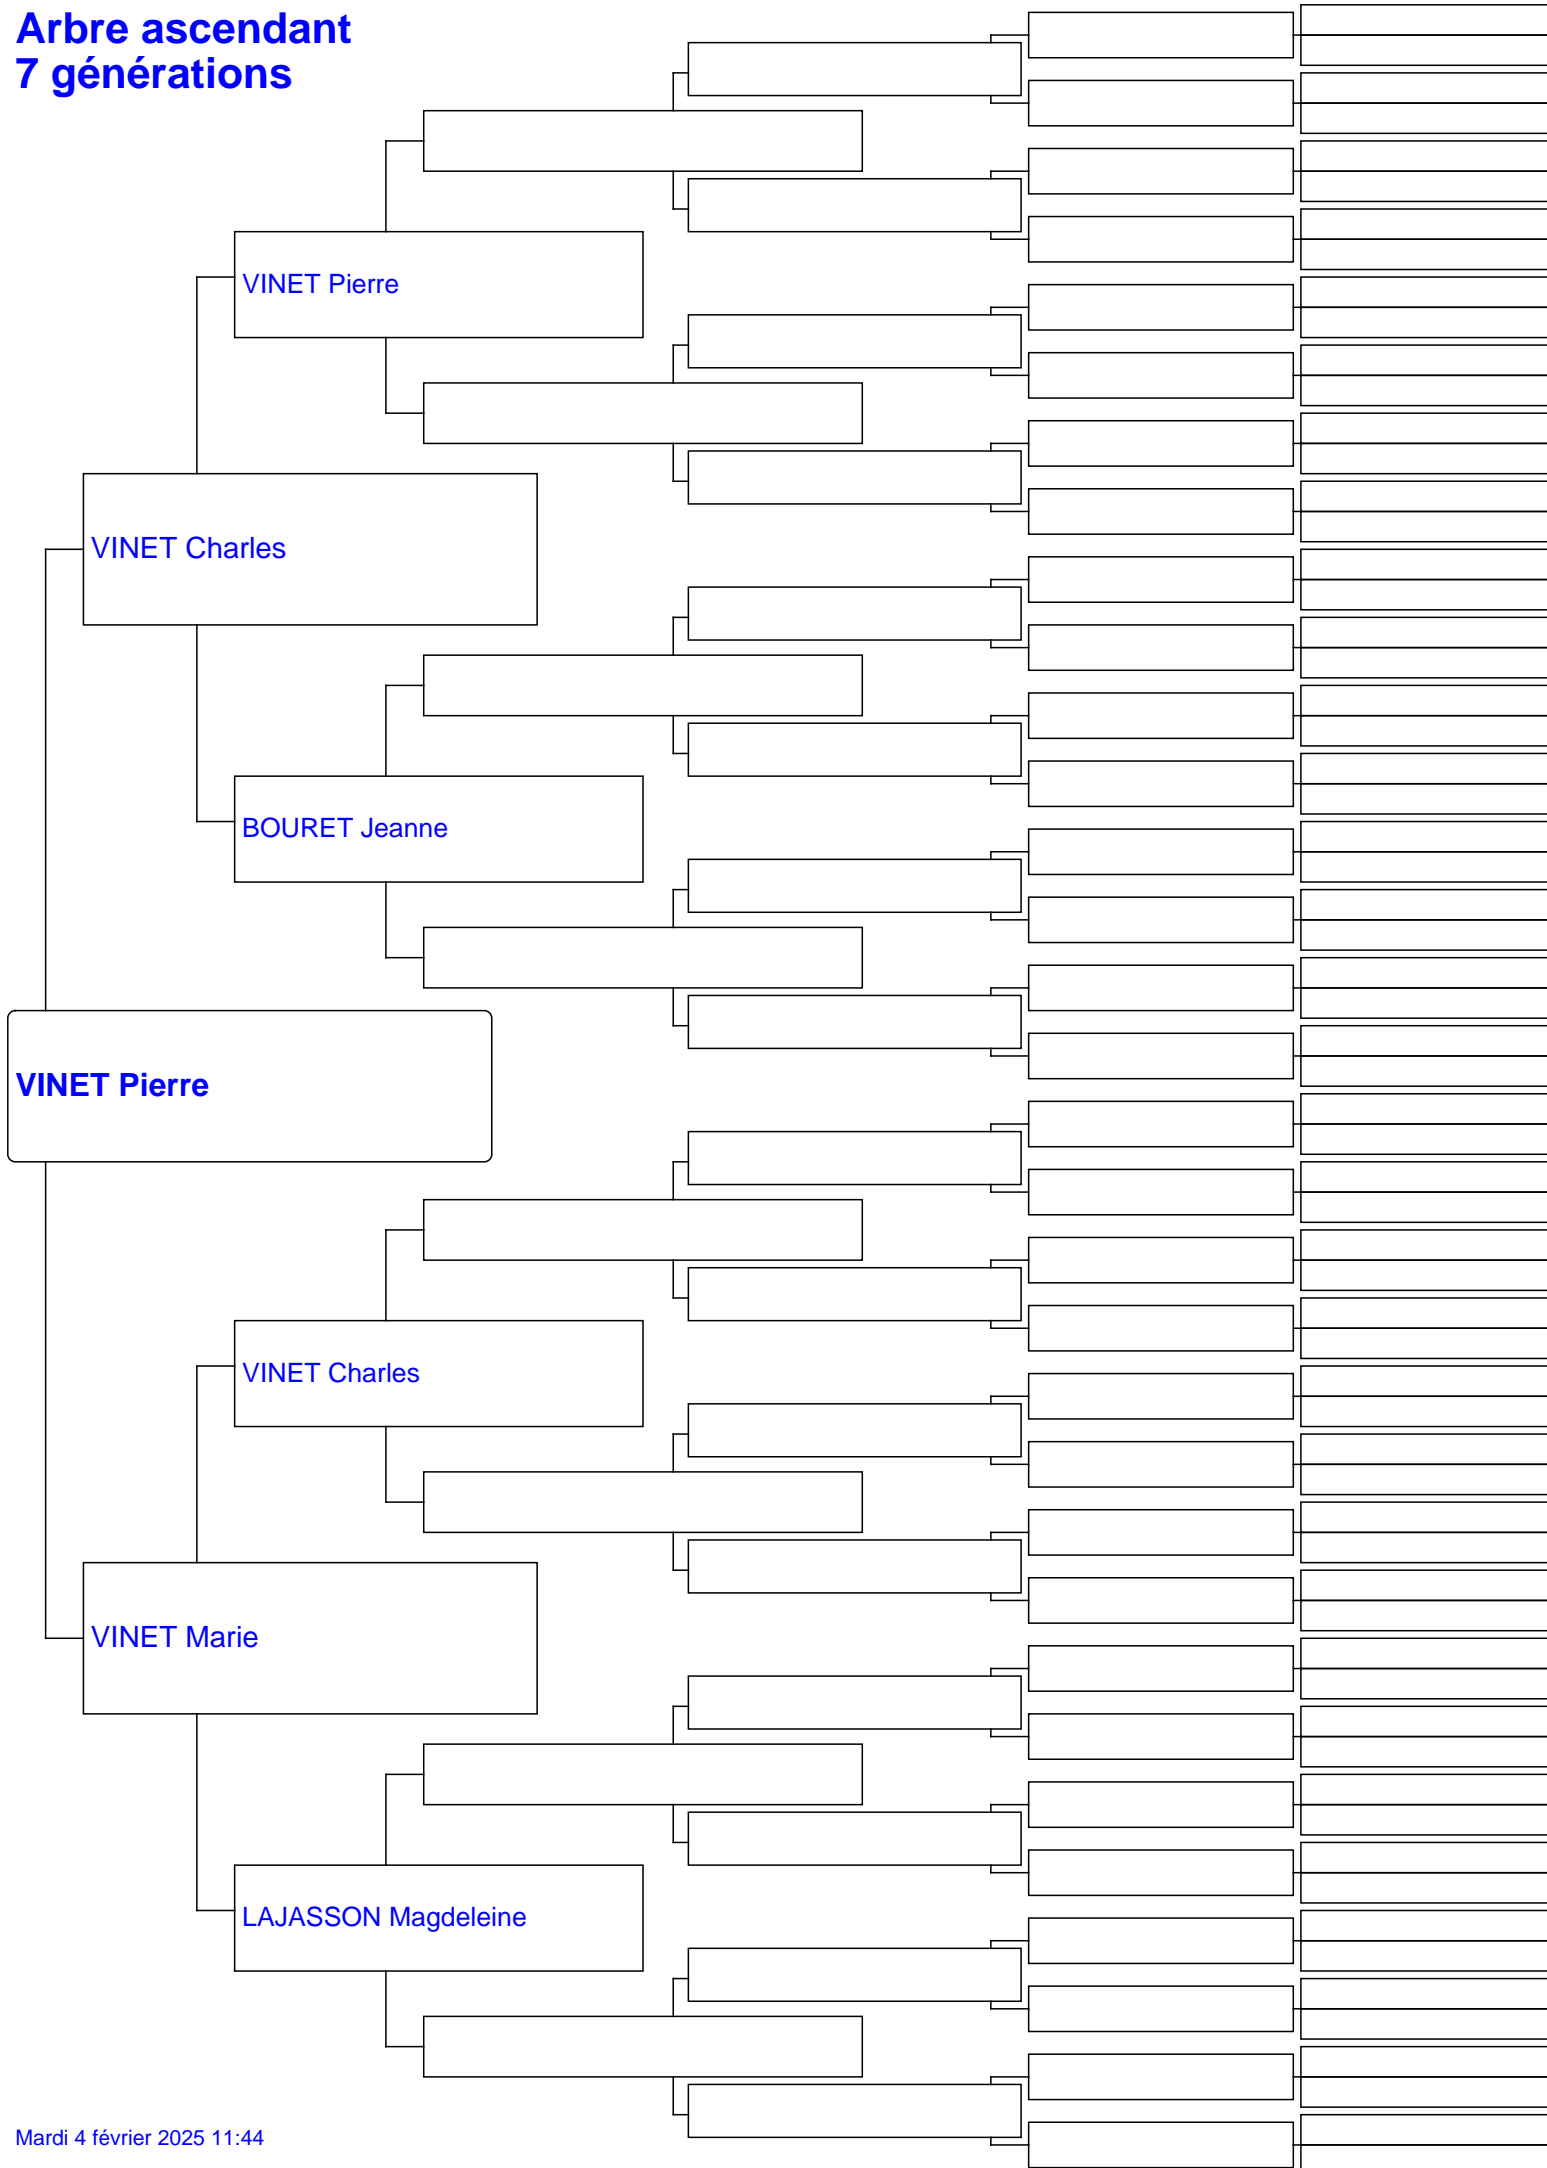 Arbre ascendant
7 générations
VINET Pierre
VINET Charles
BOURET Jeanne
VINET Pierre
VINET Charles
VINET Marie
LAJASSON Magdeleine
Mardi 4 février 2025 11:44